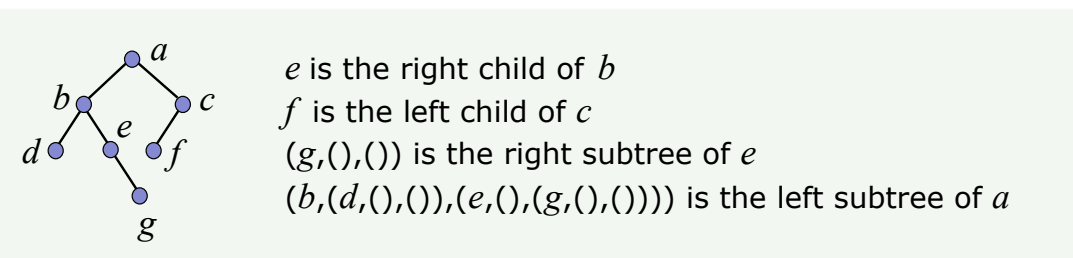 a
b
c
d
e
f
g
e is the right child of b
f is the left child of c
(g,(),()) is the right subtree of e
(b,(d,(),()),(e,(),(g,(),()))) is the left subtree of a